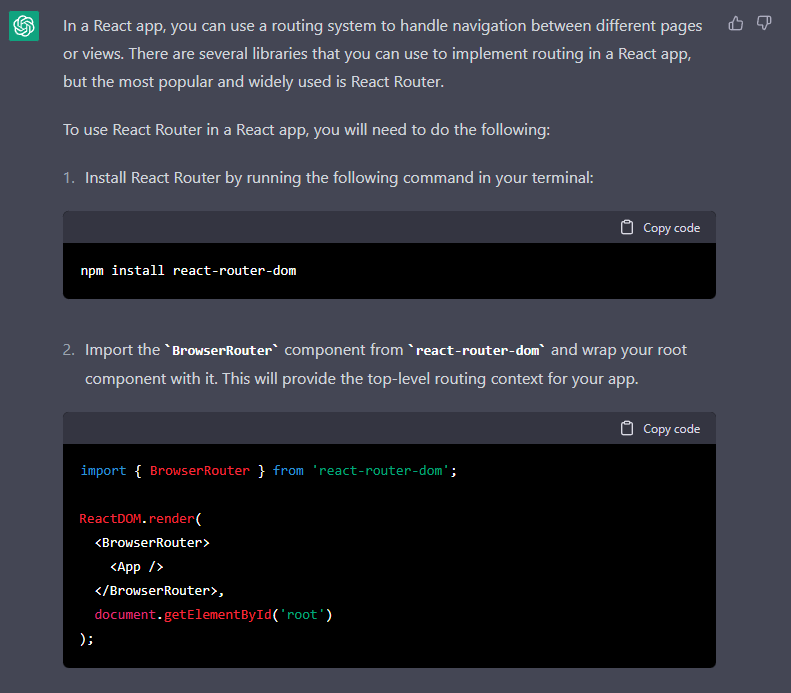 In a React app, you can use a routing system to handle navigation between different pages
or views. There are several libraries that you can use to implement routing in a React app,
but the most popular and widely used is React Router.
To use React Router in a React app, you will need to do the following:
1. Install React Router by running the following command in your terminal:
Copy code
npm install react-router-dom
2. Import the `BrowserRouter` component from `react-router-dom` and wrap your root
component with it. This will provide the top-level routing context for your app.
Copy code
import { BrowserRouter } from 'react-router-dom';
ReactDOM.render(
  <BrowserRouter>
    <App />
  </BrowserRouter>,
  document.getElementById('root')
);